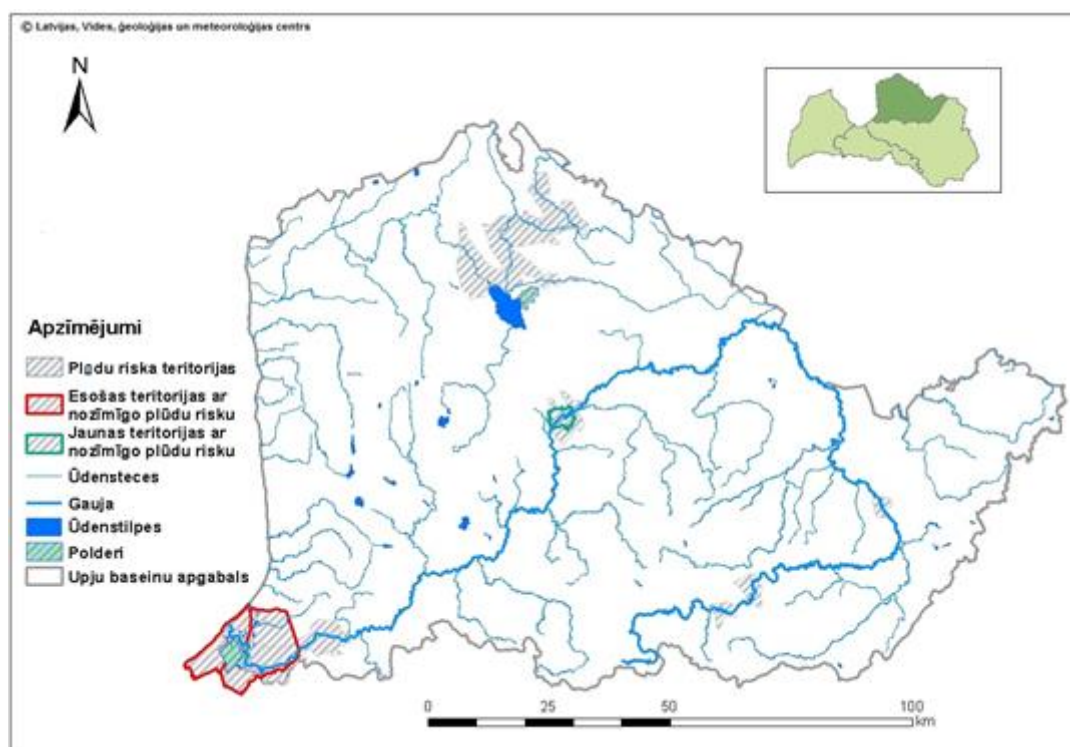 © Latvijas, Vides, ģeoloģijas un meteoroloģijas centrs
N
Apzīmējumi
Plūdu riska teritorijas
Esošas teritorijas ar
nozīmīgo plūdu risku
Jaunas teritorijas ar
nozīmīgo plūdu risku
Ūdensteces
Gauja
Ūdenstilpes
Polderi
Upju baseinu apgabals
0 25 50 100
km